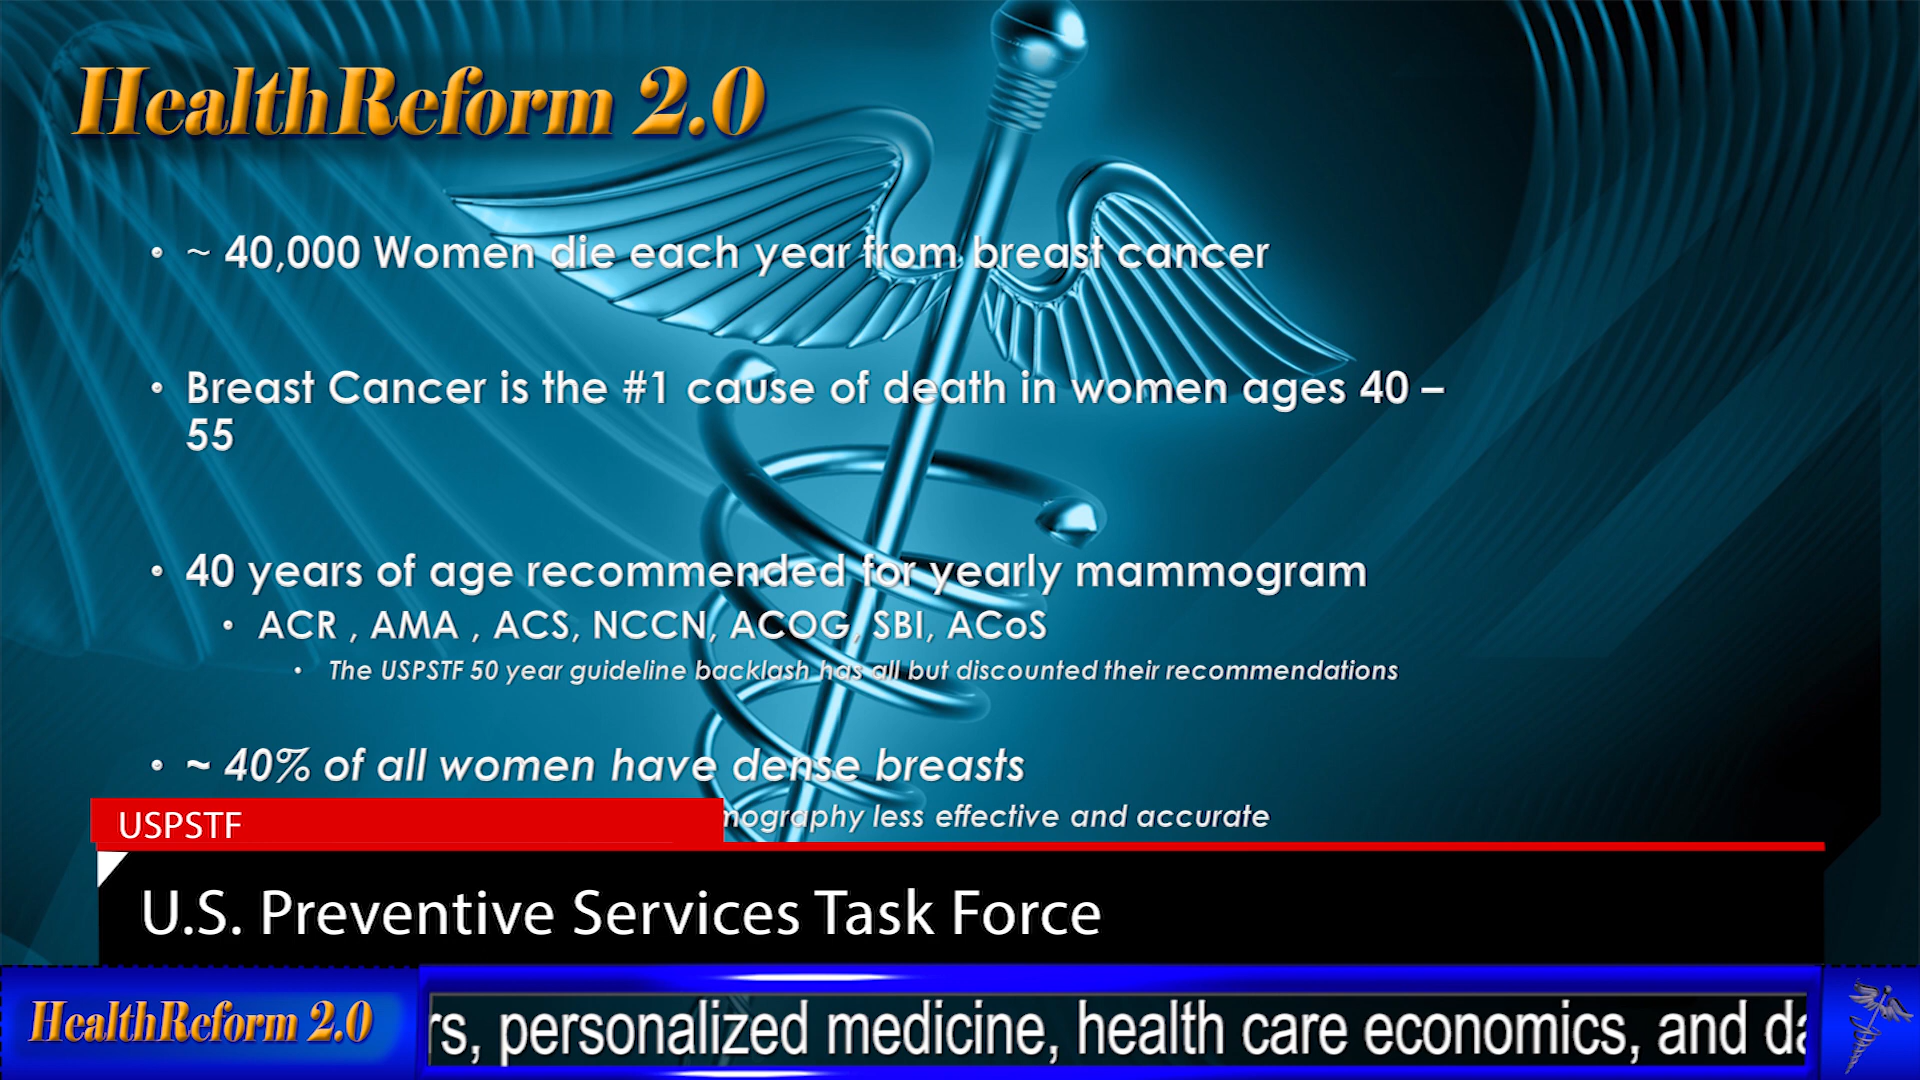 HealthReform 2.0
• ~ 40,000 Women die each year from breast cancer
• Breast Cancer is the #1 cause of death in women ages 40 –
55
• 40 years of age recommended for yearly mammogram
• ACR , AMA , ACS, NCCN, ACOG, SBI, ACoS
• The USPSTF 50 year guideline backlash has all but discounted their recommendations
• ~ 40% of all women have dense breasts
less effective and accurate
USPSTF
U.S. Preventive Services Task Force
HealthReform 2.0
personalized medicine, health care economics, and